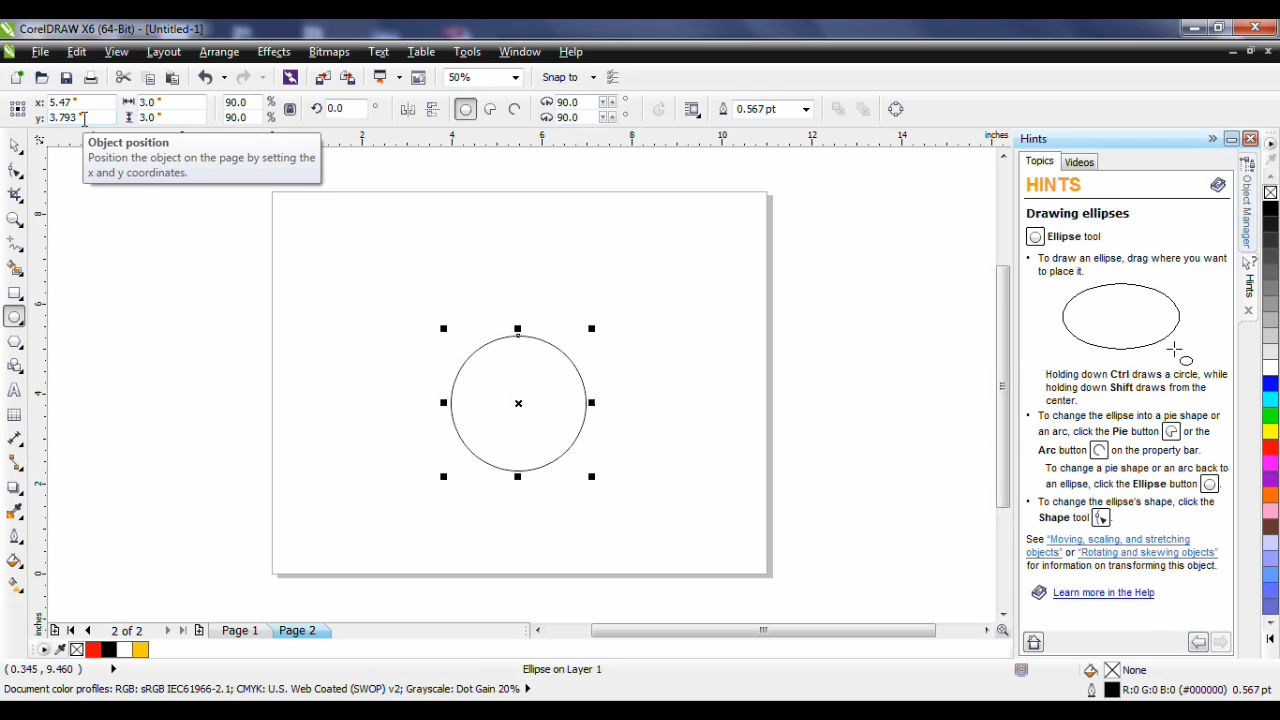 CorelDRAW X6 (64-Bit) - [Untitled-1]
File Edit View Layout Arrange Effects Bitmaps Text Table Tools Window Help
50% Snap to
x: 5.47 " 3.0 " 90.0 % 0.0 ° 90.0 ° 0.567 pt
y: 3.793 " 3.0 " 90.0 % 90.0 °
Object position
Position the object on the page by setting the
x and y coordinates.
2 4 6 8 10 12 14 inches
8
6
4
2
0
inches
Hints
Topics Videos
HINTS
Drawing ellipses
Ellipse tool
• To draw an ellipse, drag where you want
to place it.
Holding down Ctrl draws a circle, while
holding down Shift draws from the
center.
• To change the ellipse into a pie shape or
an arc, click the Pie button or the
Arc button on the property bar.
To change a pie shape or an arc back to
an ellipse, click the Ellipse button .
• To change the ellipse's shape, click the
Shape tool .
See "Moving, scaling, and stretching
objects" or "Rotating and skewing objects"
for information on transforming this object.
Learn more in the Help
Object Manager
Hints
2 of 2 Page 1 Page 2
(0.345, 9.460 ) Ellipse on Layer 1 None
Document color profiles: RGB: sRGB IEC61966-2.1; CMYK: U.S. Web Coated (SWOP) v2; Grayscale: Dot Gain 20% R:0 G:0 B:0 (#000000) 0.567 pt